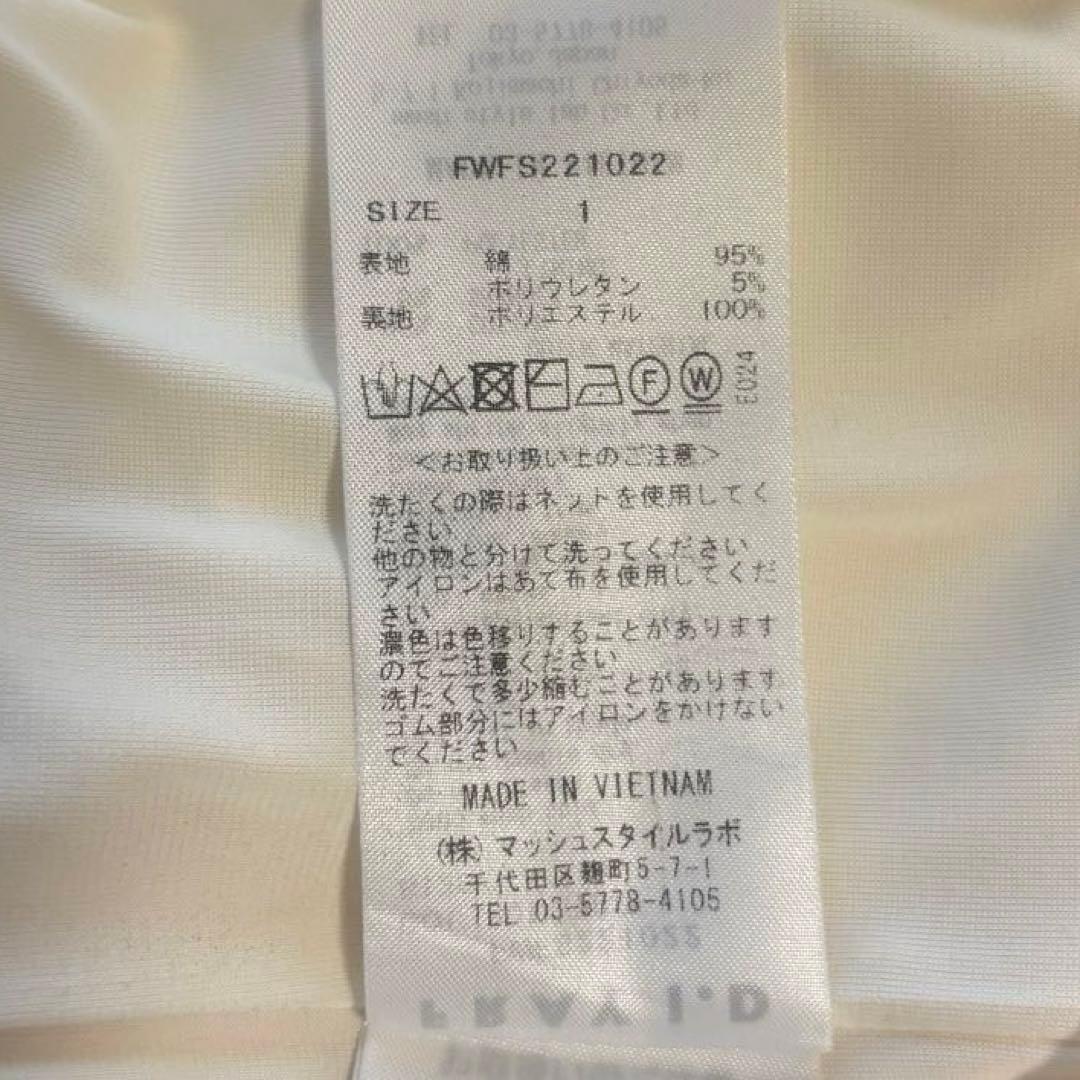 FWFS221022
SIZE 1
表地 綿 95%
ポリウレタン 5%
裏地 ポリエステル 100%
F W E024
<お取り扱い上のご注意>
洗たくの際はネットを使用してく
ださい
他の物と分けて洗ってください
アイロンはあて布を使用してくだ
さい
濃色は色移りすることがあります
のでご注意ください
洗たくで多少縮むことがあります
ゴム部分にはアイロンをかけない
でください
MADE IN VIETNAM
(株)マッシュスタイルラボ
千代田区麹町5-7-1
TEL 03-5778-4105
FRAY I.D